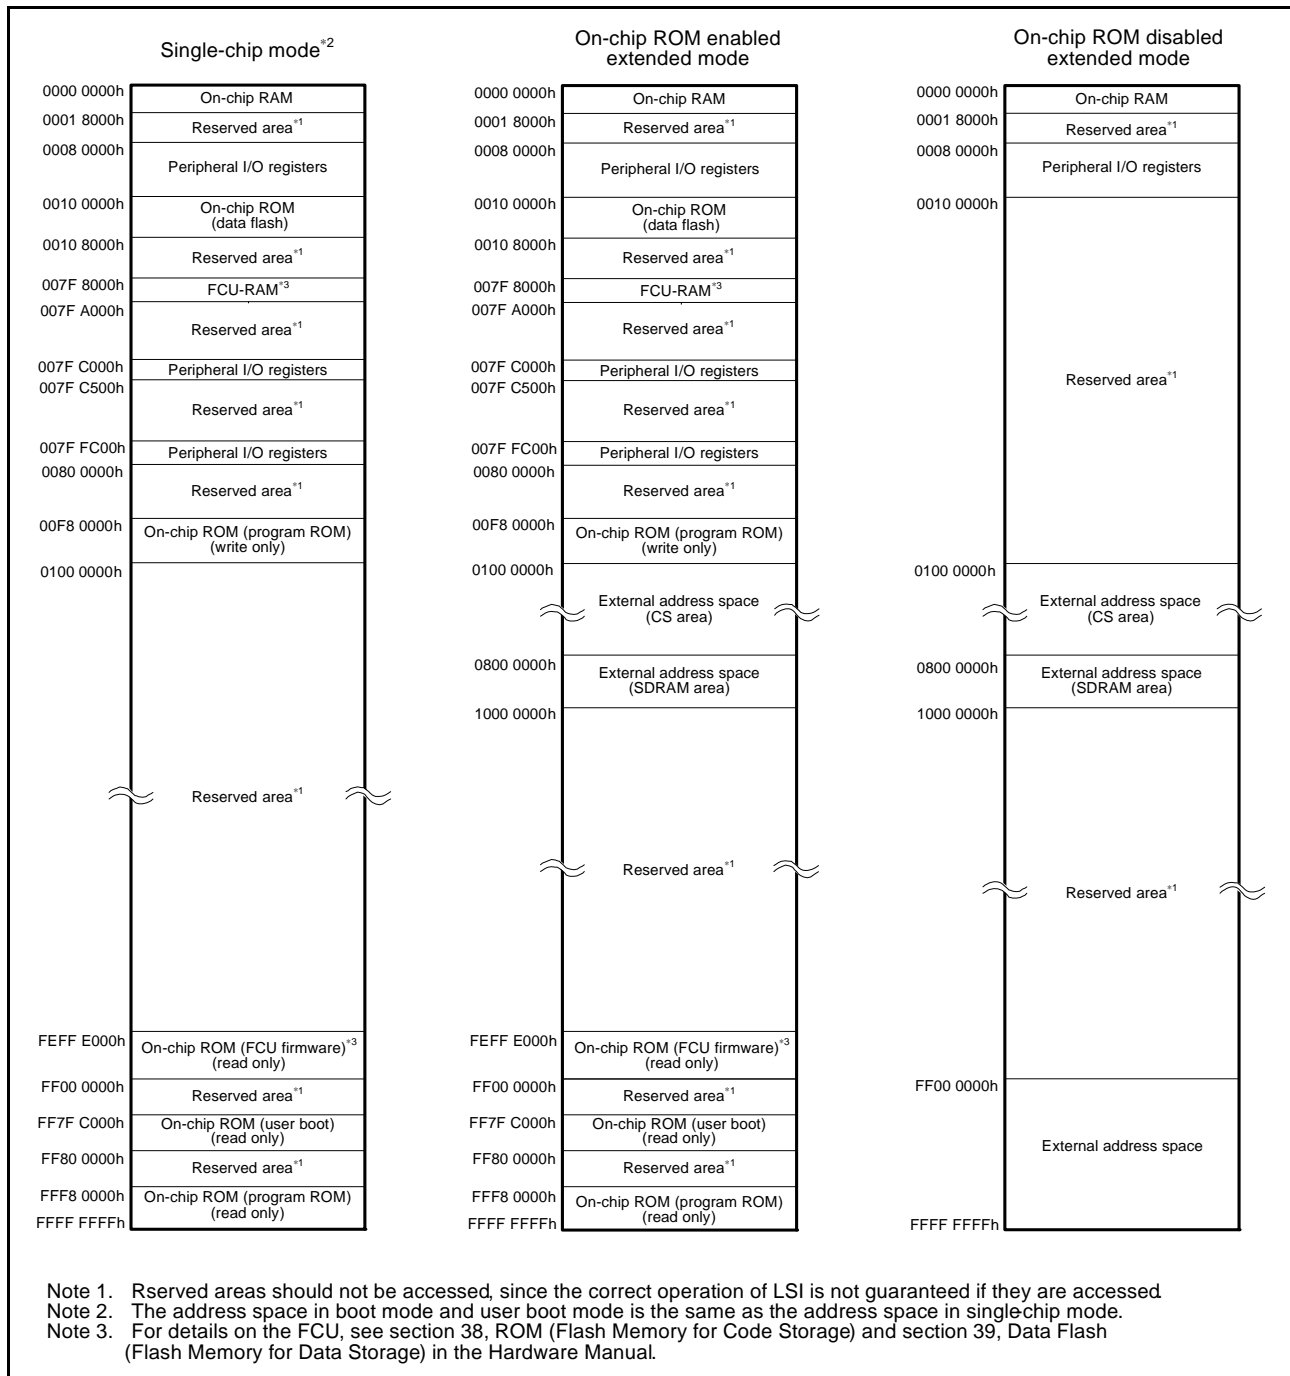 Single-chip mode*2
0000 0000h
On-chip RAM
0001 8000h
Reserved area*1
0008 0000h
Peripheral I/O registers
0010 0000h
On-chip ROM
(data flash)
0010 8000h
Reserved area*1
007F 8000h
FCU-RAM*3
007F A000h
Reserved area*1
007F C000h
Peripheral I/O registers
007F C500h
Reserved area*1
007F FC00h
Peripheral I/O registers
0080 0000h
Reserved area*1
00F8 0000h
On-chip ROM (program ROM)
(write only)
0100 0000h
Reserved area*1
FEFF E000h
On-chip ROM (FCU firmware)*3
(read only)
FF00 0000h
Reserved area*1
FF7F C000h
On-chip ROM (user boot)
(read only)
FF80 0000h
Reserved area*1
FFF8 0000h
On-chip ROM (program ROM)
(read only)
FFFF FFFFh
On-chip ROM enabled
extended mode
0000 0000h
On-chip RAM
0001 8000h
Reserved area*1
0008 0000h
Peripheral I/O registers
0010 0000h
On-chip ROM
(data flash)
0010 8000h
Reserved area*1
007F 8000h
FCU-RAM*3
007F A000h
Reserved area*1
007F C000h
Peripheral I/O registers
007F C500h
Reserved area*1
007F FC00h
Peripheral I/O registers
0080 0000h
Reserved area*1
00F8 0000h
On-chip ROM (program ROM)
(write only)
0100 0000h
External address space
(CS area)
0800 0000h
External address space
(SDRAM area)
1000 0000h
Reserved area*1
FEFF E000h
On-chip ROM (FCU firmware)*3
(read only)
FF00 0000h
Reserved area*1
FF7F C000h
On-chip ROM (user boot)
(read only)
FF80 0000h
Reserved area*1
FFF8 0000h
On-chip ROM (program ROM)
(read only)
FFFF FFFFh
On-chip ROM disabled
extended mode
0000 0000h
On-chip RAM
0001 8000h
Reserved area*1
0008 0000h
Peripheral I/O registers
0010 0000h
Reserved area*1
0100 0000h
External address space
(CS area)
0800 0000h
External address space
(SDRAM area)
1000 0000h
Reserved area*1
FF00 0000h
External address space
FFFF FFFFh
Note 1. Rserved areas should not be accessed, since the correct operation of LSI is not guaranteed if they are accessed.
Note 2. The address space in boot mode and user boot mode is the same as the address space in single-chip mode.
Note 3. For details on the FCU, see section 38, ROM (Flash Memory for Code Storage) and section 39, Data Flash
(Flash Memory for Data Storage) in the Hardware Manual.